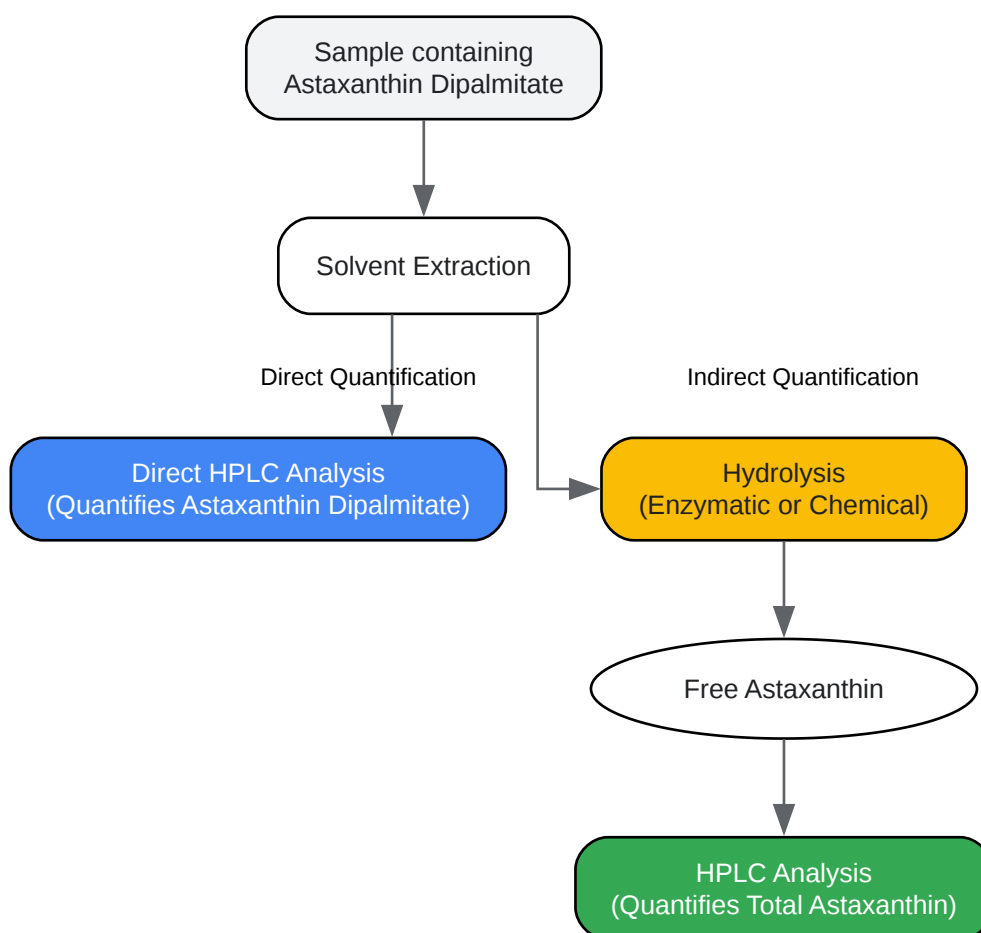 Sample containing
Astaxanthin Dipalmitate
Solvent Extraction
Direct Quantification
Indirect Quantification
Direct HPLC Analysis
(Quantifies Astaxanthin Dipalmitate)
Hydrolysis
(Enzymatic or Chemical)
Free Astaxanthin
HPLC Analysis
(Quantifies Total Astaxanthin)